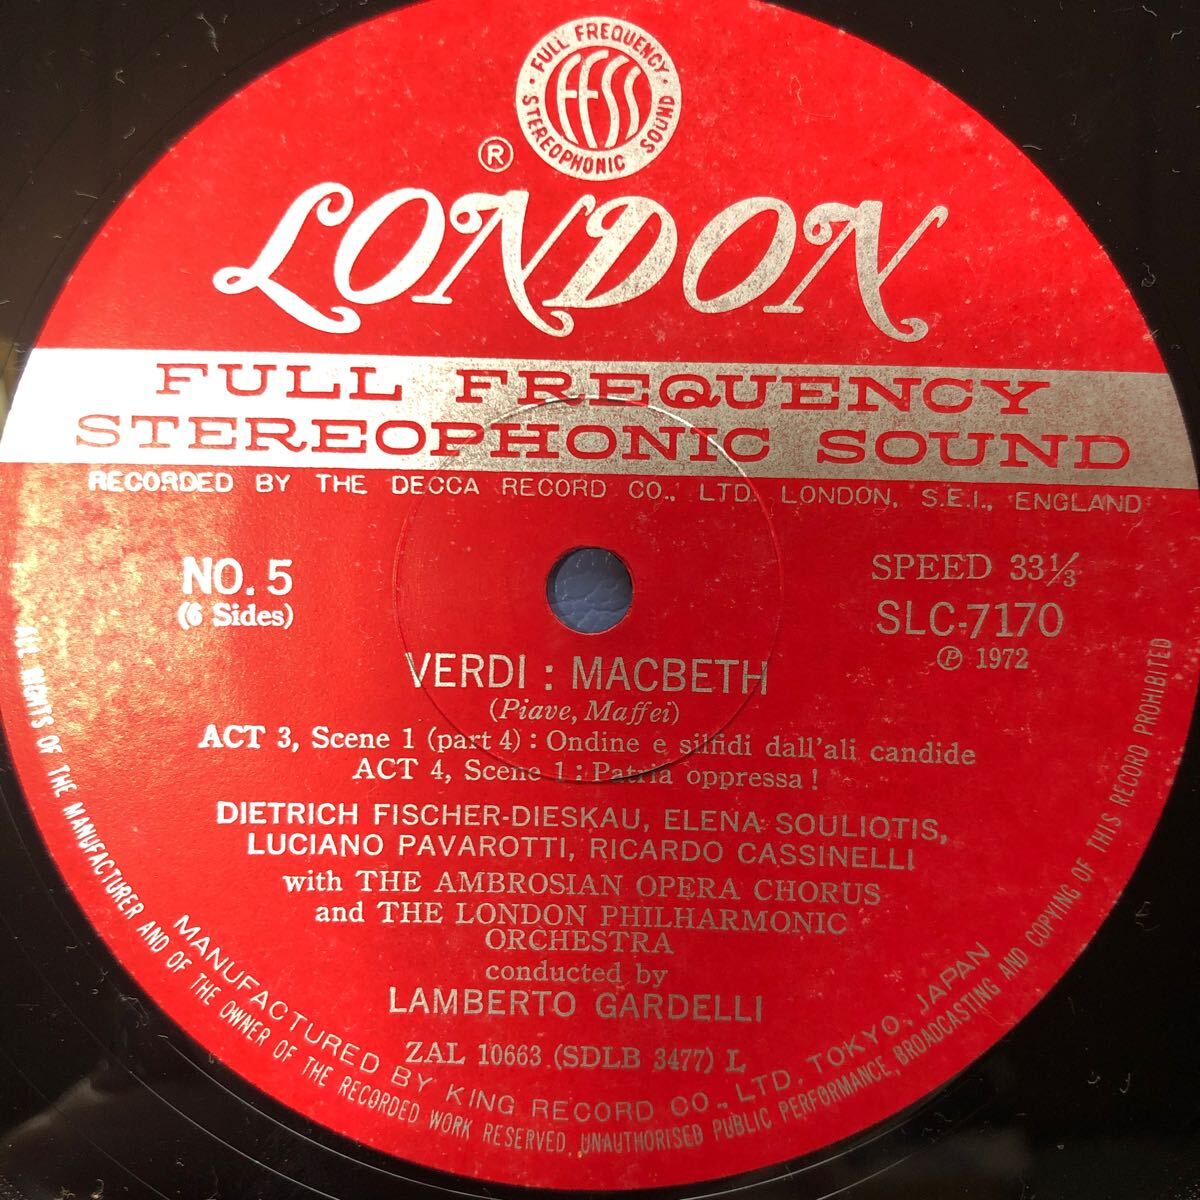 FULL FREQUENCY
STEREOPHONIC SOUND
FFSS
®
LONDON
FULL FREQUENCY
STEREOPHONIC SOUND
RECORDED BY THE DECCA RECORD CO., LTD. LONDON, S.E.I., ENGLAND
NO. 5
(6 Sides)
SPEED 33⅓
SLC-7170
Ⓟ 1972
VERDI : MACBETH
(Piave, Maffei)
ACT 3, Scene 1 (part 4) : Ondine e silfidi dall'ali candide
ACT 4, Scene 1 : Patria oppressa !
DIETRICH FISCHER-DIESKAU, ELENA SOULIOTIS,
LUCIANO PAVAROTTI, RICARDO CASSINELLI
with THE AMBROSIAN OPERA CHORUS
and THE LONDON PHILHARMONIC
ORCHESTRA
conducted by
LAMBERTO GARDELLI
ZAL 10663 (SDLB 3477) L
MANUFACTURED BY KING RECORD CO., LTD. TOKYO, JAPAN
ALL RIGHTS OF THE MANUFACTURER AND OF THE OWNER OF THE RECORDED WORK RESERVED. UNAUTHORISED PUBLIC PERFORMANCE, BROADCASTING AND COPYING OF THIS RECORD PROHIBITED